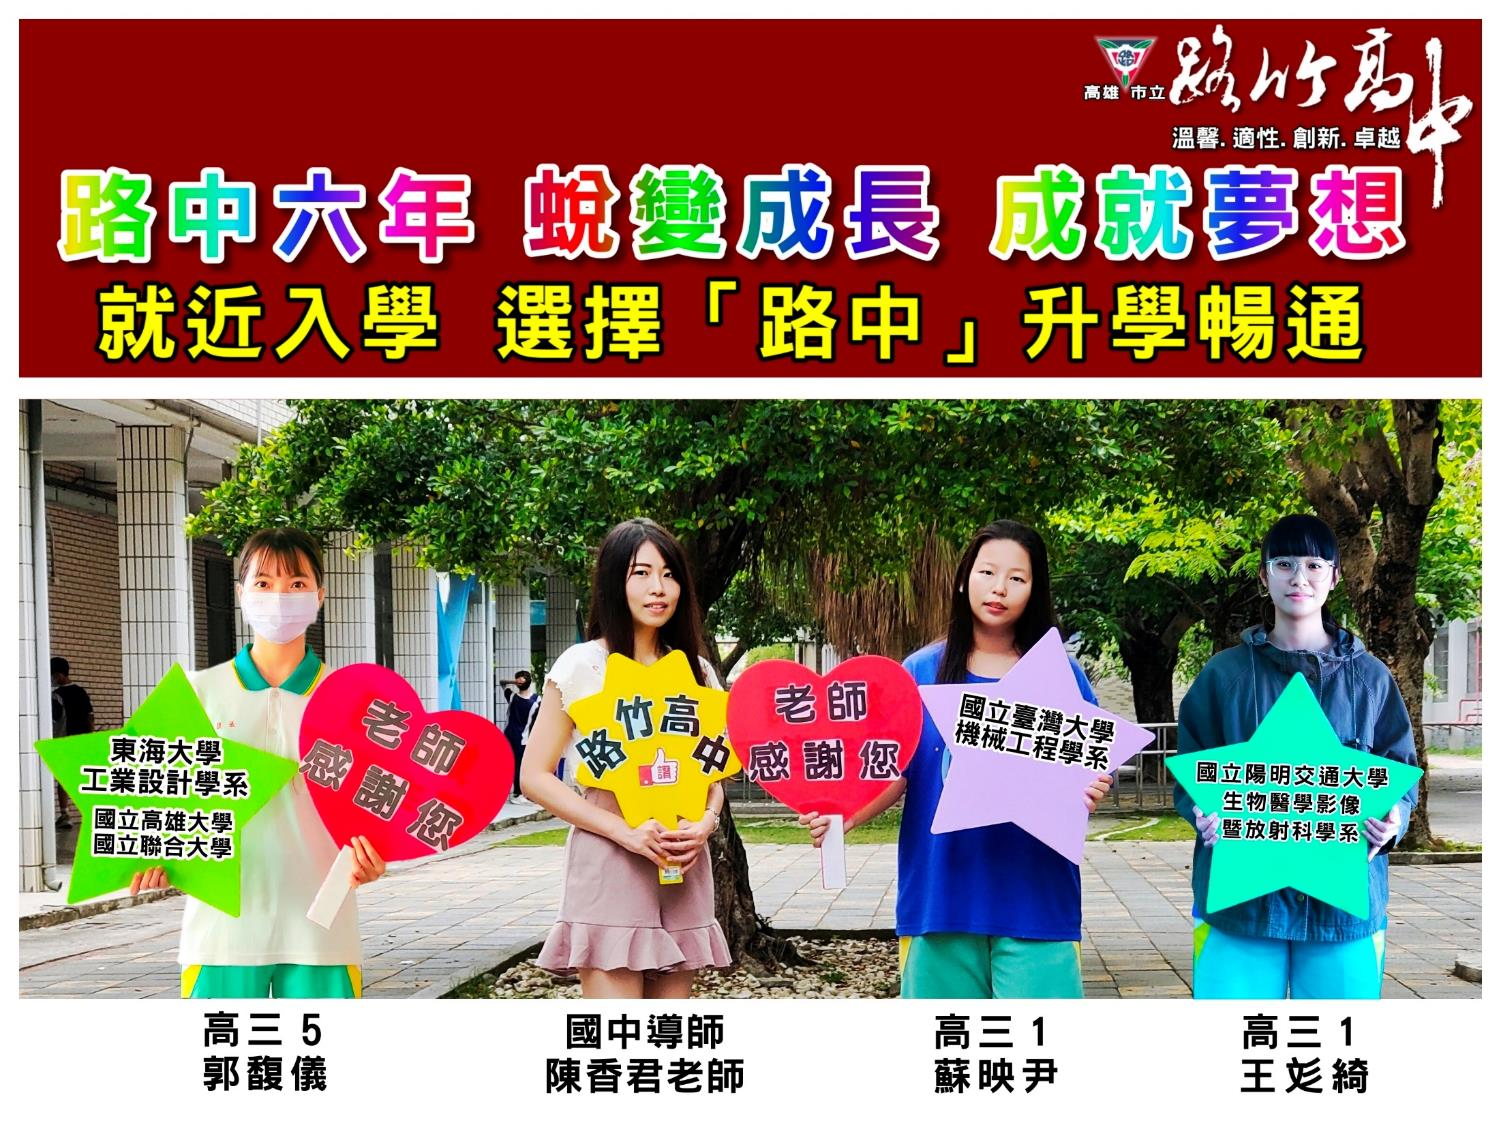 高雄市立 路竹高中
溫馨.適性.創新.卓越
路中六年 蛻變成長 成就夢想
就近入學 選擇「路中」升學暢通
東海大學
工業設計學系
國立高雄大學
國立聯合大學
老師
感謝您
路竹高中
讚
老師
感謝您
國立臺灣大學
機械工程學系
國立陽明交通大學
生物醫學影像
暨放射科學系
高三 5
郭馥儀
國中導師
陳香君老師
高三 1
蘇映尹
高三 1
王彣綺